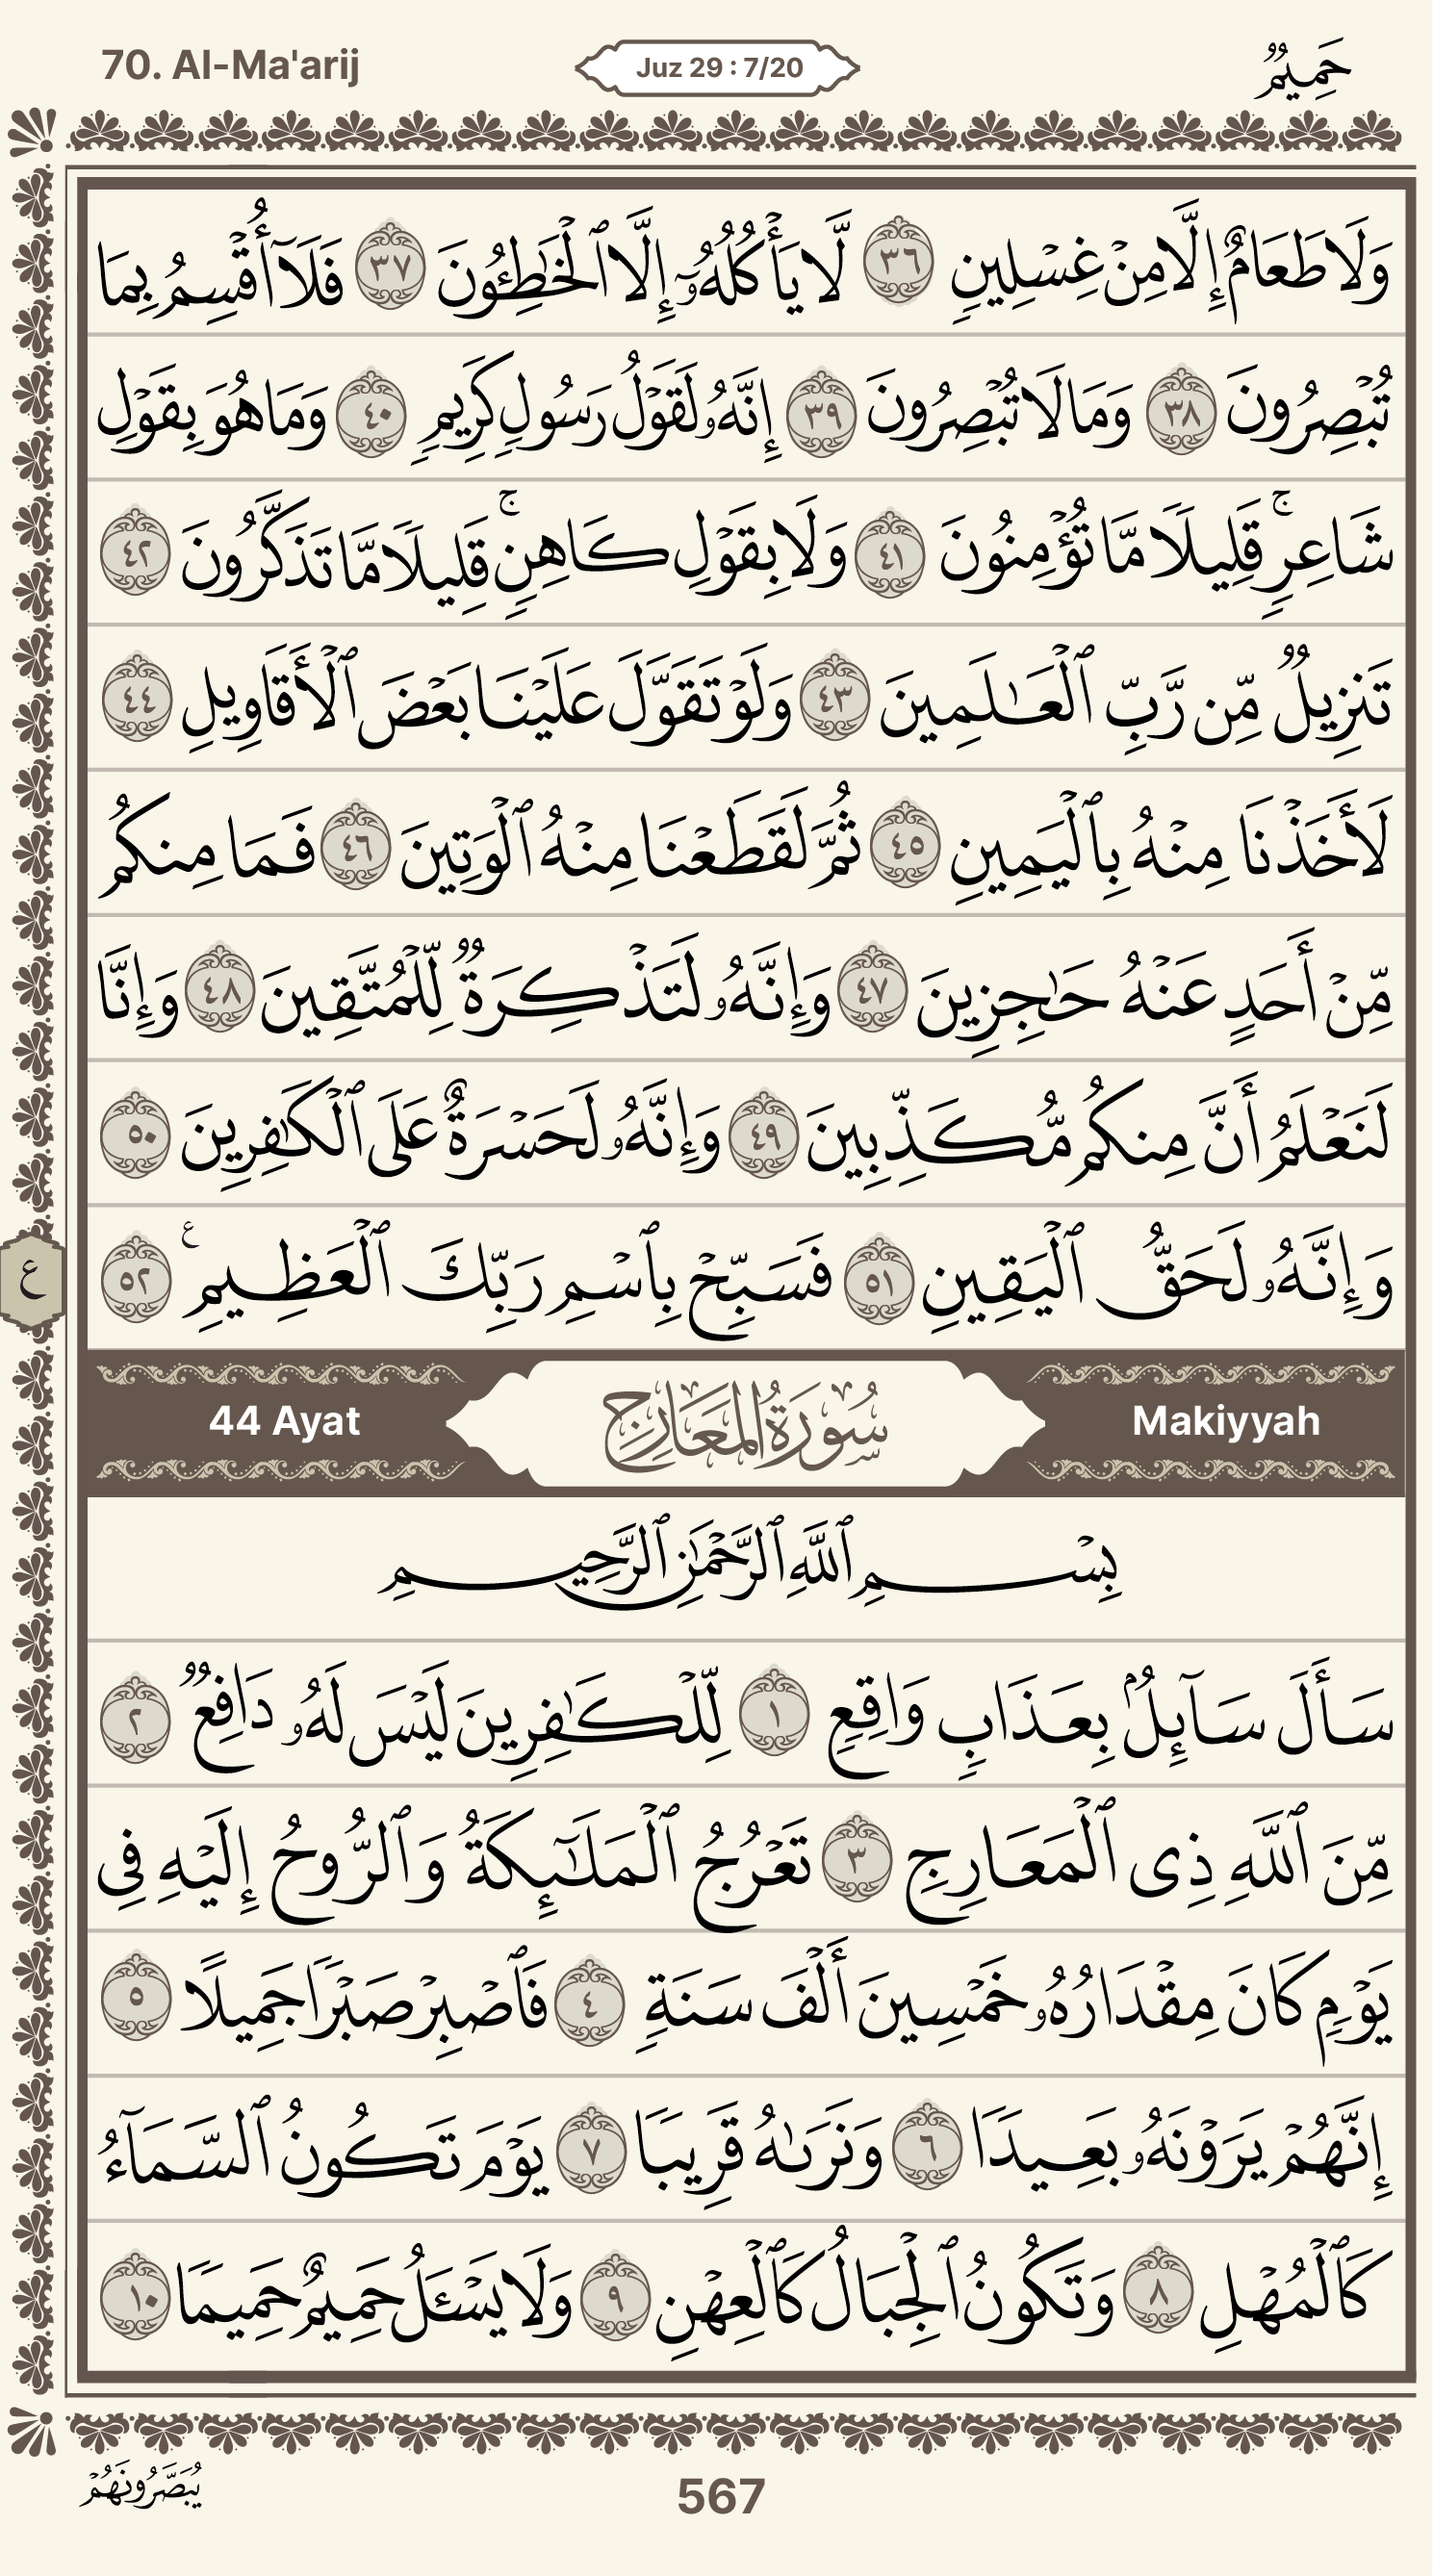 70. Al-Ma'arij
Juz 29 : 7/20
حَمِيمٌ
وَلَا طَعَامٌ إِلَّا مِنْ غِسْلِينٍ ٣٦ لَّا يَأْكُلُهُۥٓ إِلَّا ٱلْخَٰطِـُٔونَ ٣٧ فَلَآ أُقْسِمُ بِمَا
تُبْصِرُونَ ٣٨ وَمَا لَا تُبْصِرُونَ ٣٩ إِنَّهُۥ لَقَوْلُ رَسُولٍ كَرِيمٍ ٤٠ وَمَا هُوَ بِقَوْلِ
شَاعِرٍ ۚ قَلِيلًا مَّا تُؤْمِنُونَ ٤١ وَلَا بِقَوْلِ كَاهِنٍ ۚ قَلِيلًا مَّا تَذَكَّرُونَ ٤٢
تَنزِيلٌ مِّن رَّبِّ ٱلْعَٰلَمِينَ ٤٣ وَلَوْ تَقَوَّلَ عَلَيْنَا بَعْضَ ٱلْأَقَاوِيلِ ٤٤
لَأَخَذْنَا مِنْهُ بِٱلْيَمِينِ ٤٥ ثُمَّ لَقَطَعْنَا مِنْهُ ٱلْوَتِينَ ٤٦ فَمَا مِنكُم
مِّنْ أَحَدٍ عَنْهُ حَٰجِزِينَ ٤٧ وَإِنَّهُۥ لَتَذْكِرَةٌ لِّلْمُتَّقِينَ ٤٨ وَإِنَّا
لَنَعْلَمُ أَنَّ مِنكُم مُّكَذِّبِينَ ٤٩ وَإِنَّهُۥ لَحَسْرَةٌ عَلَى ٱلْكَٰفِرِينَ ٥٠
وَإِنَّهُۥ لَحَقُّ ٱلْيَقِينِ ٥١ فَسَبِّحْ بِٱسْمِ رَبِّكَ ٱلْعَظِيمِ ع ٥٢
ع
Makiyyah
سُورَةُ المَعَارِجِ
44 Ayat
بِسْمِ ٱللَّهِ ٱلرَّحْمَٰنِ ٱلرَّحِيمِ
سَأَلَ سَآئِلٌۢ بِعَذَابٍ وَاقِعٍ ١ لِّلْكَٰفِرِينَ لَيْسَ لَهُۥ دَافِعٌ ٢
مِّنَ ٱللَّهِ ذِى ٱلْمَعَارِجِ ٣ تَعْرُجُ ٱلْمَلَٰٓئِكَةُ وَٱلرُّوحُ إِلَيْهِ فِى
يَوْمٍ كَانَ مِقْدَارُهُۥ خَمْسِينَ أَلْفَ سَنَةٍ ٤ فَٱصْبِرْ صَبْرًا جَمِيلًا ٥
إِنَّهُمْ يَرَوْنَهُۥ بَعِيدًا ٦ وَنَرَىٰهُ قَرِيبًا ٧ يَوْمَ تَكُونُ ٱلسَّمَآءُ
كَٱلْمُهْلِ ٨ وَتَكُونُ ٱلْجِبَالُ كَٱلْعِهْنِ ٩ وَلَا يَسْـَٔلُ حَمِيمٌ حَمِيمًا ١٠
يُبَصَّرُونَهُمْ
567